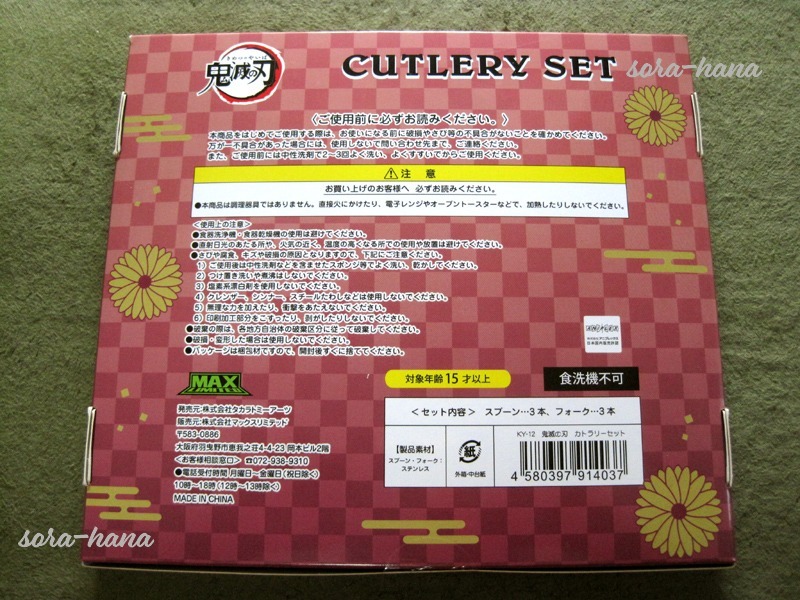 きめつのやいば
鬼滅の刃
CUTLERY SET
sora-hana
〈ご使用前に必ずお読みください。〉
本商品をはじめてご使用する際は、お使いになる前に破損やさび等の不具合がないことを確かめてください。
万が一不具合があった場合には、使用しないで問い合わせ先まで、ご連絡ください。
また、ご使用前には中性洗剤で2〜3回よく洗い、よくすすいでからご使用ください。
⚠注 意
お買い上げのお客様へ 必ずお読みください。
●本商品は調理器具ではありません。直接火にかけたり、電子レンジやオーブントースターなどで、加熱したりしないでください。
<使用上の注意>
●食器洗浄機・食器乾燥機の使用は避けてください。
●直射日光のあたる所や、火気の近く、温度の高くなる所での使用や放置は避けてください。
●さびや腐食、キズや破損の原因となりますので、下記にご注意ください。
1）ご使用後は中性洗剤などを含ませたスポンジ等でよく洗い、乾かしてください。
2）つけ置き洗いや煮沸はしないでください。
3）塩素系漂白剤を使用しないでください。
4）クレンザー、シンナー、スチールたわしなどは使用しないでください。
5）無理な力を加えたり、衝撃をあたえないでください。
6）印刷加工部分をこすったり、剥がしたりしないでください。
●破棄の際は、各地方自治体の破棄区分に従って破棄してください。
●破損・変形した場合は使用しないでください。
●パッケージは梱包材ですので、開封後すぐに捨ててください。
MAX
LIMITED
対象年齢15才以上
食洗機不可
発売元:株式会社タカラトミーアーツ
販売元:株式会社マックスリミテッド
〒583-0886
大阪府羽曳野市恵我之荘4-4-23 岡本ビル2階
<お客様相談窓口> ☎072-938-9310
●電話受付時間 月曜日〜金曜日(祝日除く)
10時〜18時(12時〜13時除く)
MADE IN CHINA
<セット内容> スプーン…3本、フォーク…3本
【製品素材】
スプーン・フォーク:
ステンレス
紙
外箱・中台紙
KY-12 鬼滅の刃 カトラリーセット
4 580397 914037
sora-hana
sora-hana